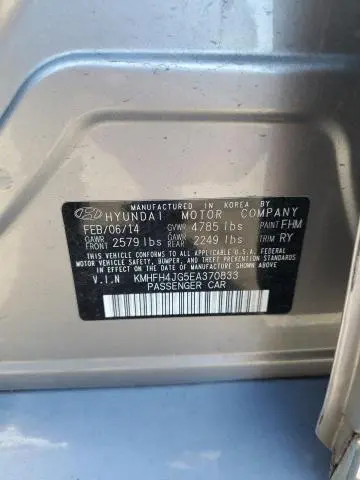 MANUFACTURED IN KOREA BY
HYUNDAI MOTOR COMPANY
FEB/06/14 GVWR 4785 lbs PAINT FHM
GAWR FRONT 2579 lbs GAWR REAR 2249 lbs TRIM RY
THIS VEHICLE CONFORMS TO ALL APPLICABLE U.S.A. FEDERAL
MOTOR VEHICLE SAFETY, BUMPER, AND THEFT PREVENTION
STANDARDS IN EFFECT ON THE DATE OF MANUFACTURE SHOWN ABOVE.
V.I.N KMHFH4JG5EA370833
PASSENGER CAR